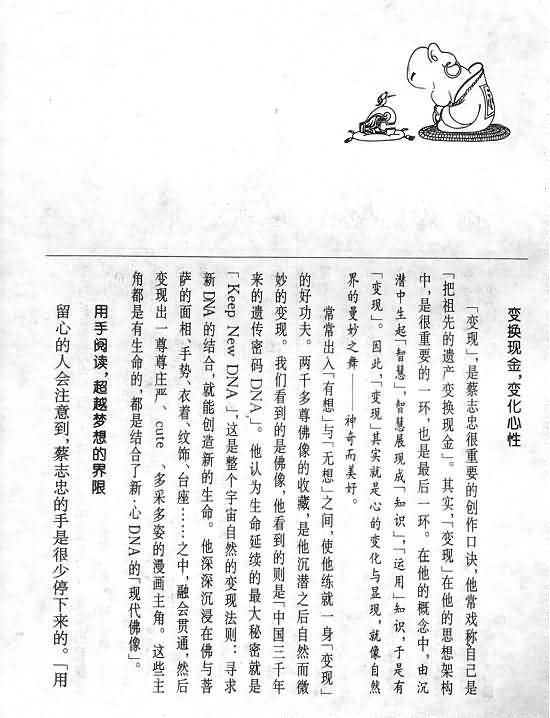 变换现金,变化心性
「变现」,是蔡志忠很重要的创作口诀,他常戏称自己是
「把祖先的遗产变换现金」。其实,「变现」在他的思想架构
中,是很重要的一环,也是最后一环。在他的概念中,由沉
潜中生起「智慧」,智慧展现成「知识」,「运用」知识,于是有
「变现」。因此,「变现」其实就是心的变化与显现,就像自然
界的曼妙之舞——神奇而美好。
常常出入「有想」与「无想」之间,使他练就一身「变现」
的好功夫。两千多尊佛像的收藏,是他沉潜之后自然而微
妙的变现。我们看到的是佛像,他看到的则是「中国三千年
来的遗传密码DNA」。他认为生命延续的最大秘密就是
「Keep New DNA」,这是整个宇宙自然的变现法则:寻求
新DNA的结合,就能创造新的生命。他深深沉浸在佛与菩
萨的面相、手势、衣着、纹饰、台座……之中,融会贯通,然后
变现出一尊尊庄严、cute、多采多姿的漫画主角。这些主
角都是有生命的,都是结合了新·心DNA的「现代佛像」。
用手阅读,超越梦想的界限
留心的人会注意到,蔡志忠的手是很少停下来的。「用